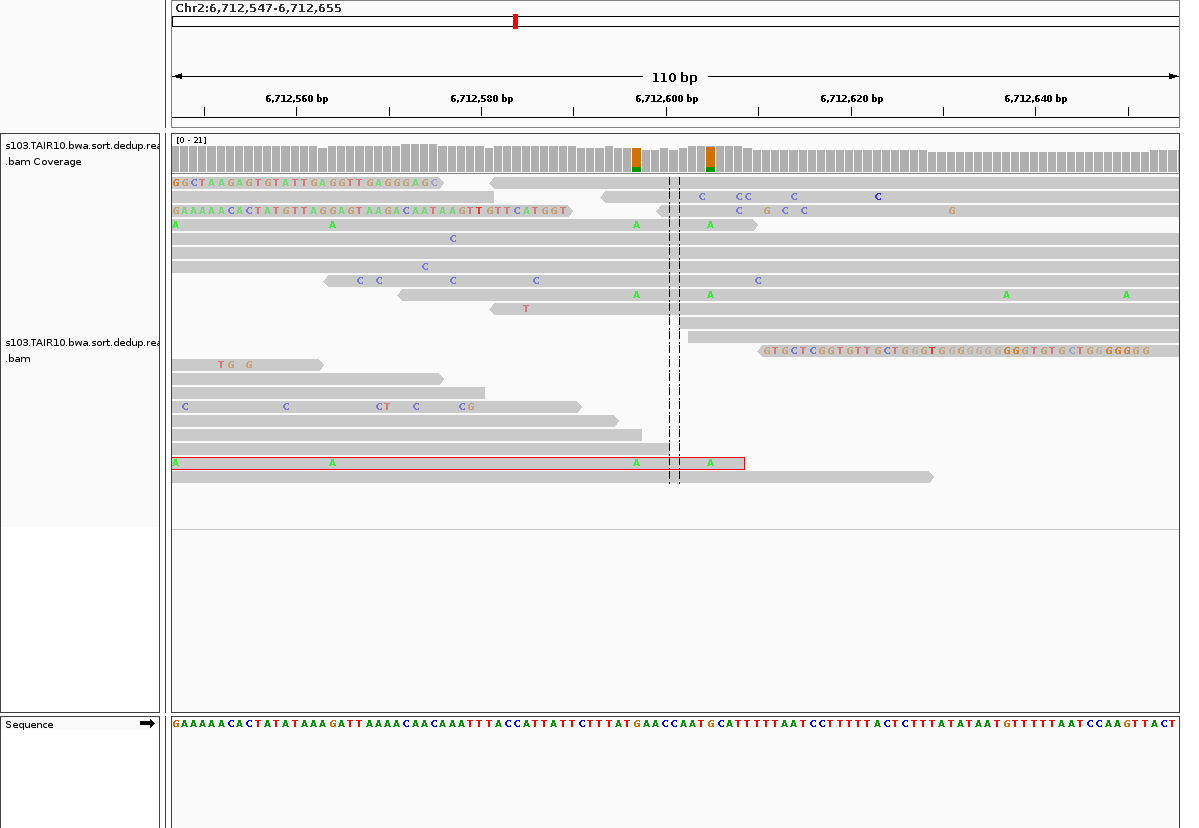 Chr2:6,712,547-6,712,655
110 bp
6,712,560 bp 6,712,580 bp 6,712,600 bp 6,712,620 bp 6,712,640 bp
s103.TAIR10.bwa.sort.dedup.rea
.bam Coverage
[0 - 21]
GGCTAAGAGTGTATTGAGGTTGAGGGAGC
C CC C C
GAAAAACACTATGTTAGGAGTAAGACAATAAGTTGTTCATGGT C G C C G
A A A A
C
C
C C C C C
A A A A
T
s103.TAIR10.bwa.sort.dedup.rea
.bam
GTGCTCGGTGTTGCTGGGTGGGGGGGGGGTGTGCTGGGGGGG
TG G
C C CT C CG
A A A A
Sequence
GAAAAACACTATATAAAGATTAAAACAACAAATTTACCATTATTCTTTATGAACCAATGCATTTTTAATCCTTTTTACTCTTTATATAATGTTTTTAATCCAAGTTACT